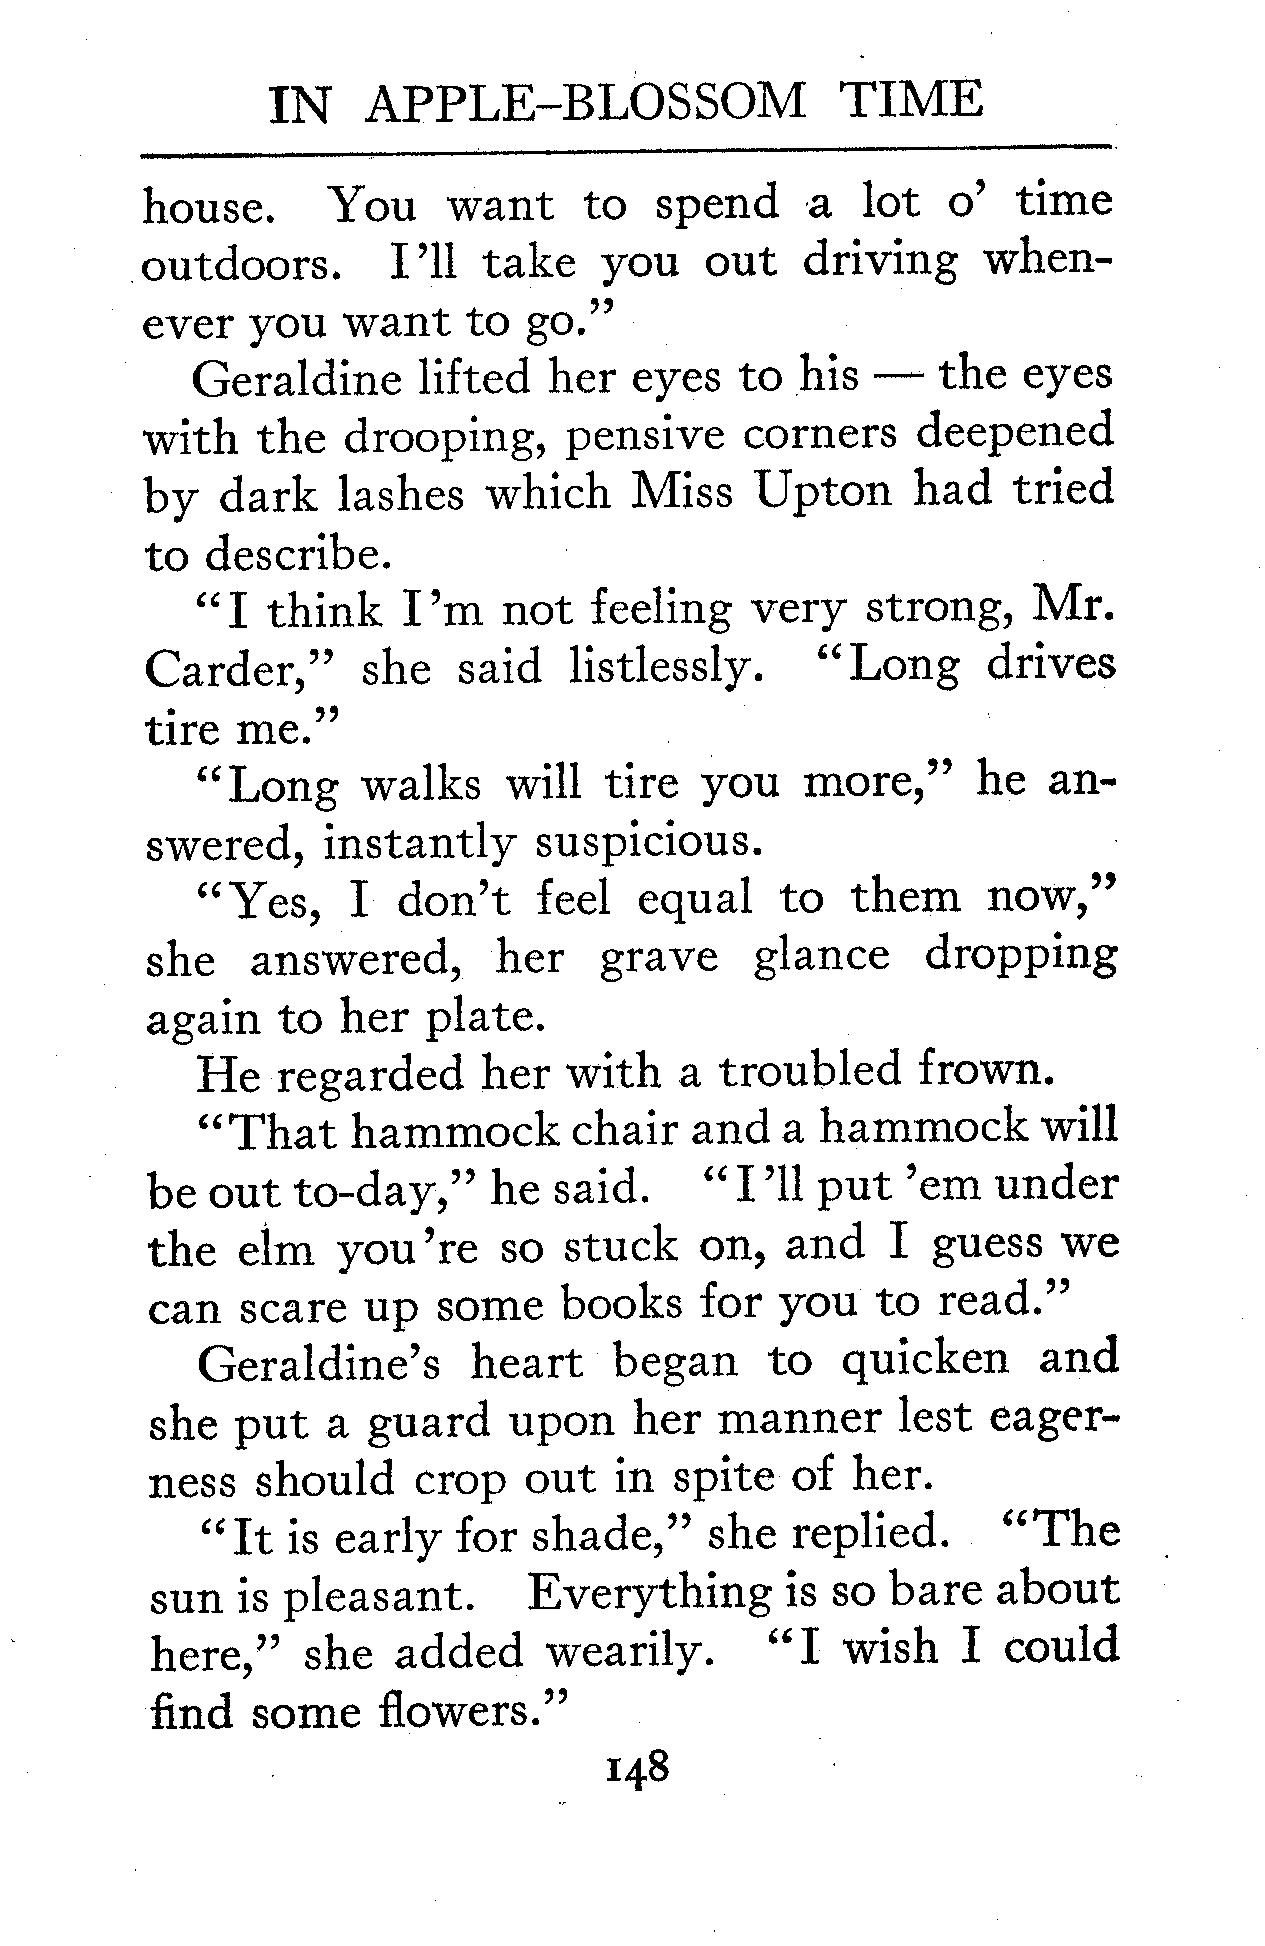 IN APPLE-BLOSSOM TIME
house. You want to spend a lot o' time
outdoors. I'll take you out driving when-
ever you want to go."
Geraldine lifted her eyes to his — the eyes
with the drooping, pensive corners deepened
by dark lashes which Miss Upton had tried
to describe.
"I think I'm not feeling very strong, Mr.
Carder," she said listlessly. "Long drives
tire me."
"Long walks will tire you more," he an-
swered, instantly suspicious.
"Yes, I don't feel equal to them now,"
she answered, her grave glance dropping
again to her plate.
He regarded her with a troubled frown.
"That hammock chair and a hammock will
be out to-day," he said. "I'll put 'em under
the elm you're so stuck on, and I guess we
can scare up some books for you to read."
Geraldine's heart began to quicken and
she put a guard upon her manner lest eager-
ness should crop out in spite of her.
"It is early for shade," she replied. "The
sun is pleasant. Everything is so bare about
here," she added wearily. "I wish I could
find some flowers."
148